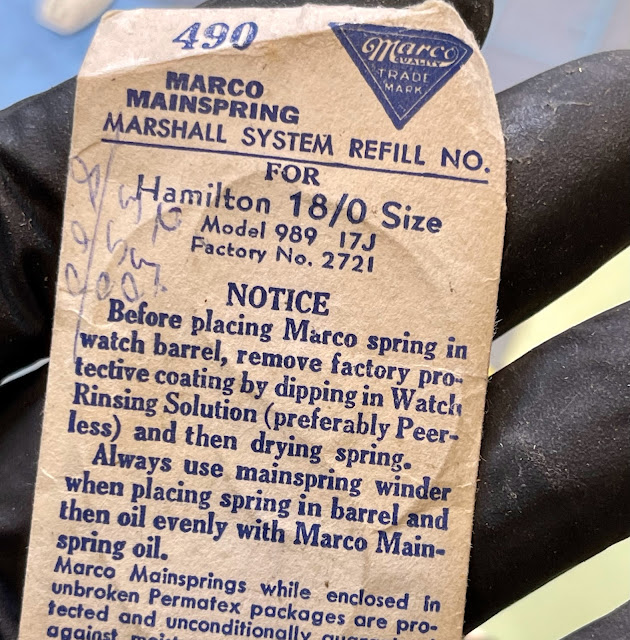 490
Marco
QUALITY
TRADE
MARK
MARCO
MAINSPRING
MARSHALL SYSTEM REFILL NO.
FOR
Hamilton 18/0 Size
Model 989 17J
Factory No. 2721
NOTICE
Before placing Marco spring in
watch barrel, remove factory pro-
tective coating by dipping in Watch
Rinsing Solution (preferably Peer-
less) and then drying spring.
Always use mainspring winder
when placing spring in barrel and
then oil evenly with Marco Main-
spring oil.
Marco Mainsprings while enclosed in
unbroken Permatex packages are pro-
tected and unconditionally
against